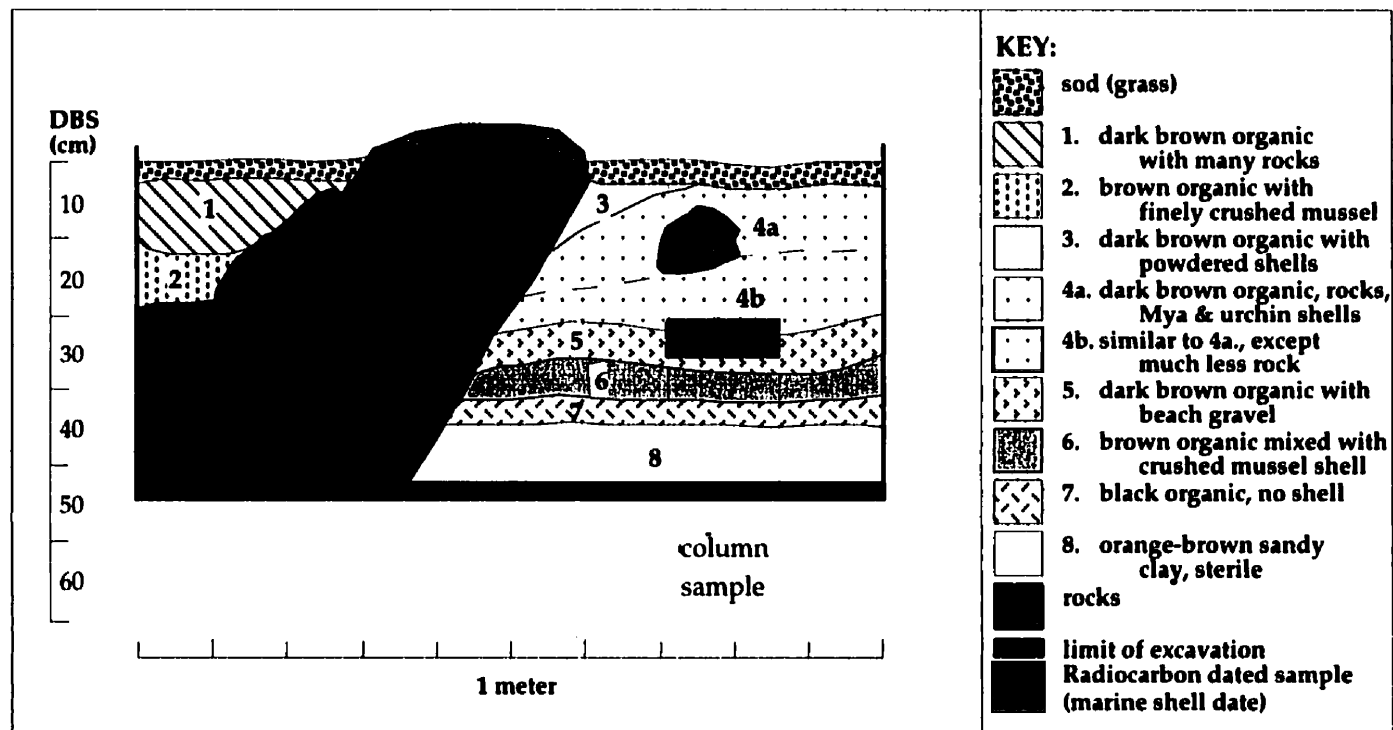 DBS
(cm)
10
20
30
40
50
60
1
2
3
4a
4b
5
6
7
8
column
sample
1 meter
KEY:
sod (grass)
1. dark brown organic
with many rocks
2. brown organic with
finely crushed mussel
3. dark brown organic with
powdered shells
4a. dark brown organic, rocks,
Mya & urchin shells
4b. similar to 4a., except
much less rock
5. dark brown organic with
beach gravel
6. brown organic mixed with
crushed mussel shell
7. black organic, no shell
8. orange-brown sandy
clay, sterile
rocks
limit of excavation
Radiocarbon dated sample
(marine shell date)